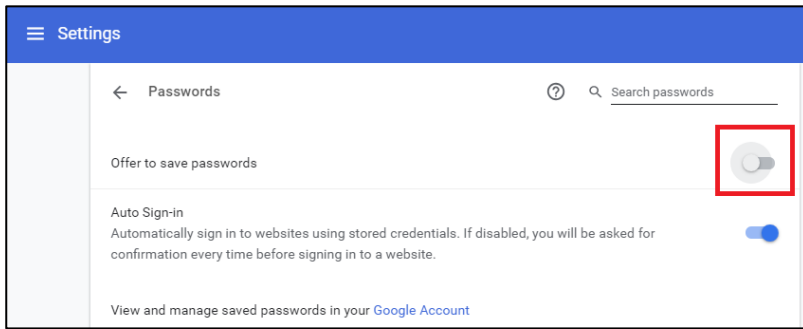 Settings
Passwords
Search passwords
Offer to save passwords
Auto Sign-in
Automatically sign in to websites using stored credentials. If disabled, you will be asked for
confirmation every time before signing in to a website.
View and manage saved passwords in your Google Account